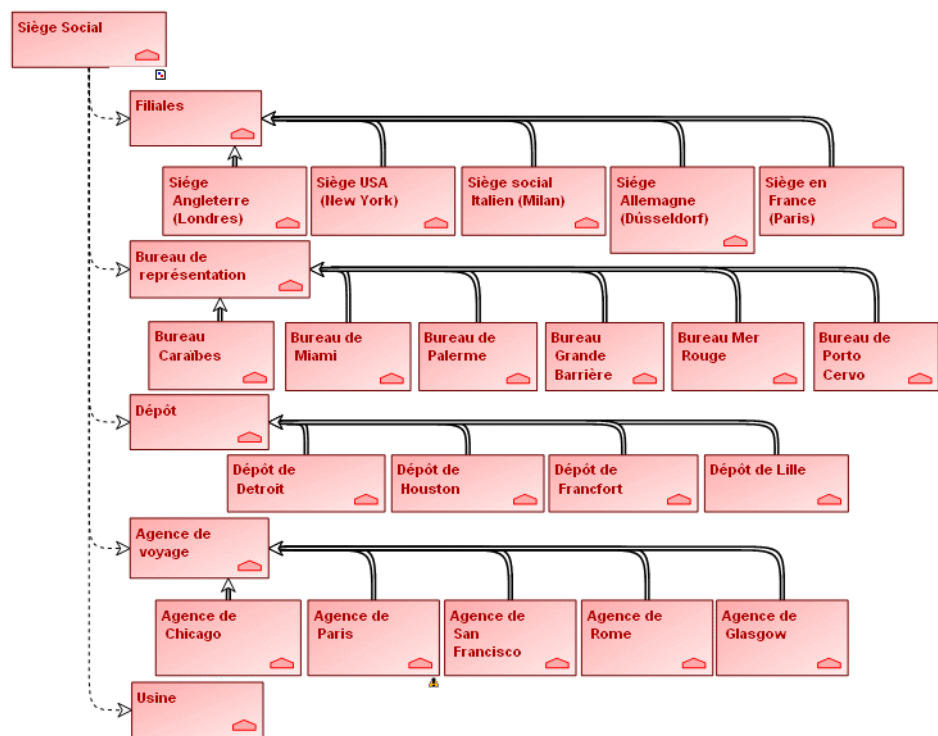 Siège Social
Filiales
Siége
Angleterre
(Londres)
Siège USA
(New York)
Siège social
Italien (Milan)
Siége
Allemagne
(Dûsseldorf)
Siège en
France
(Paris)
Bureau de
représentation
Bureau
Caraïbes
Bureau de
Miami
Bureau de
Palerme
Bureau
Grande
Barrière
Bureau Mer
Rouge
Bureau de
Porto
Cervo
Dépôt
Dépôt de
Detroit
Dépôt de
Houston
Dépôt de
Francfort
Dépôt de Lille
Agence de
voyage
Agence de
Chicago
Agence de
Paris
Agence de
San
Francisco
Agence de
Rome
Agence de
Glasgow
Usine